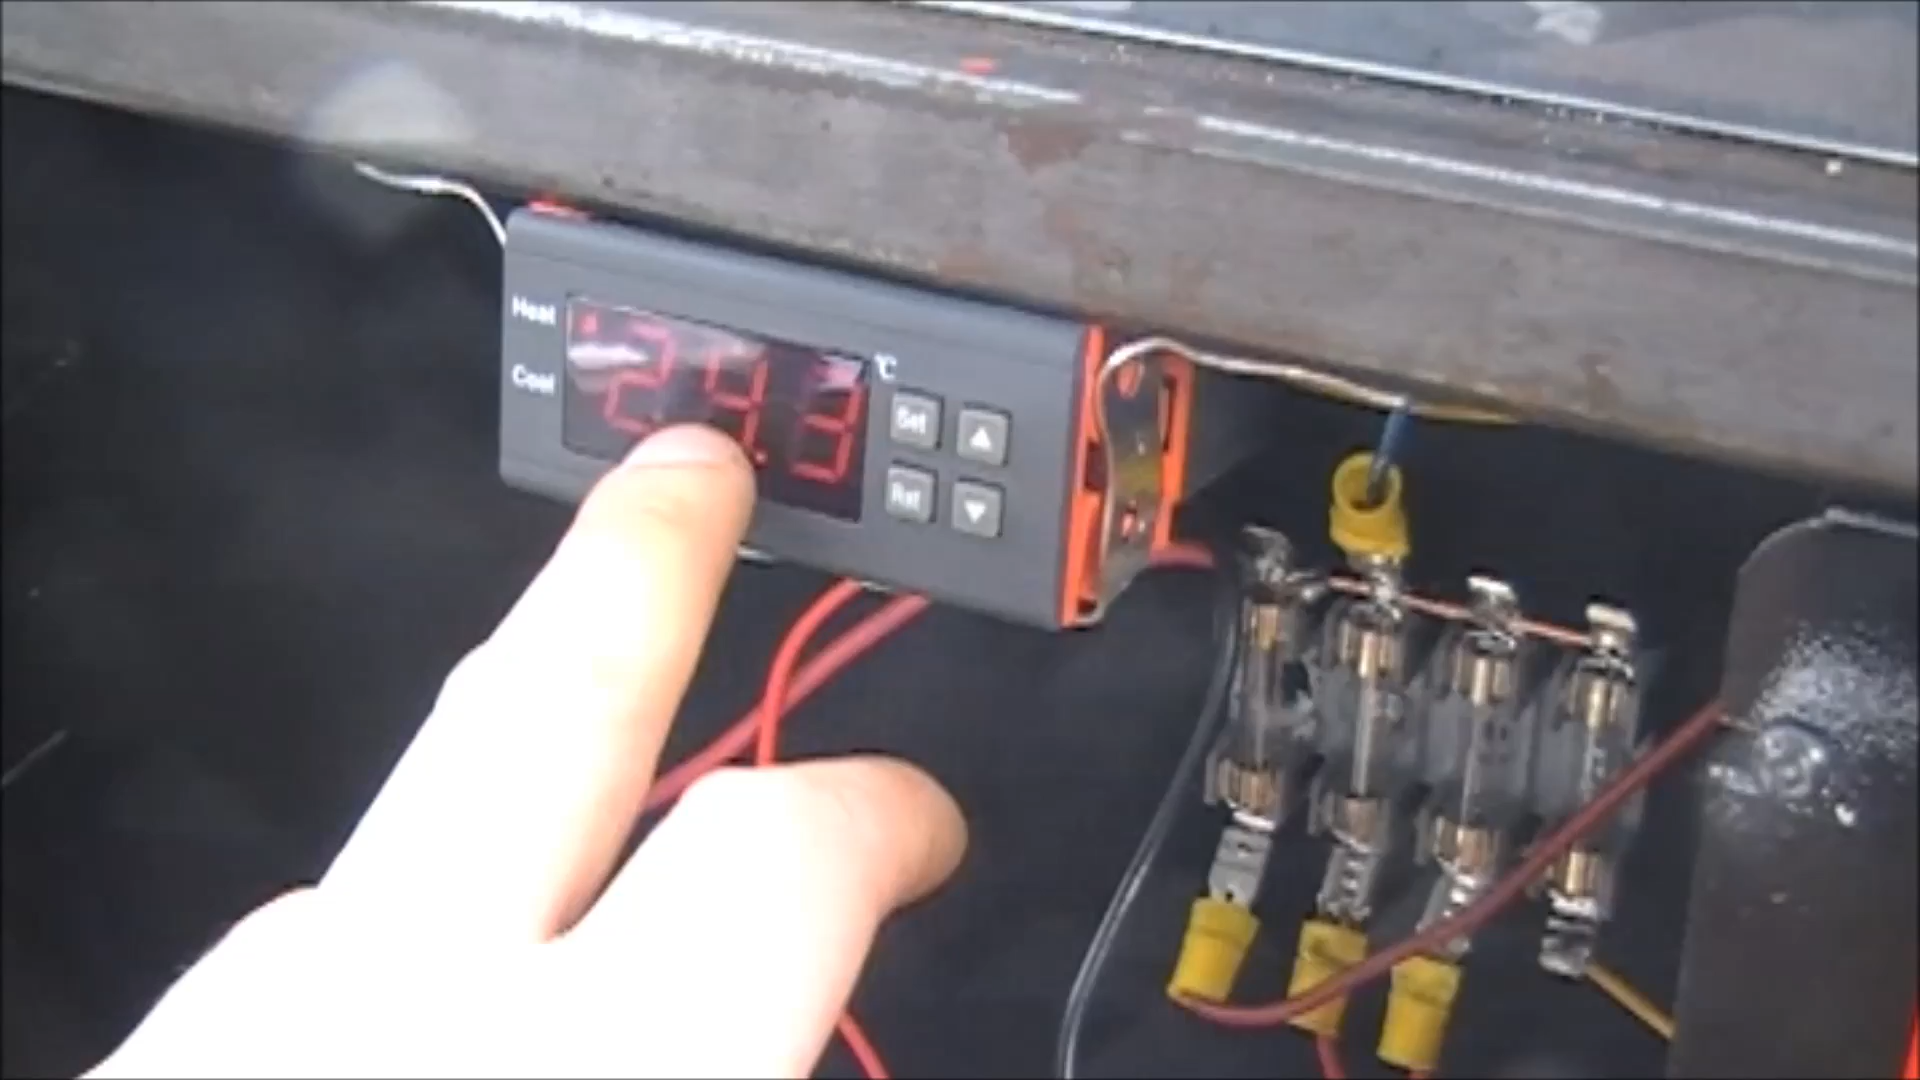 Heat
24.3
℃
Cool
Set
Rst